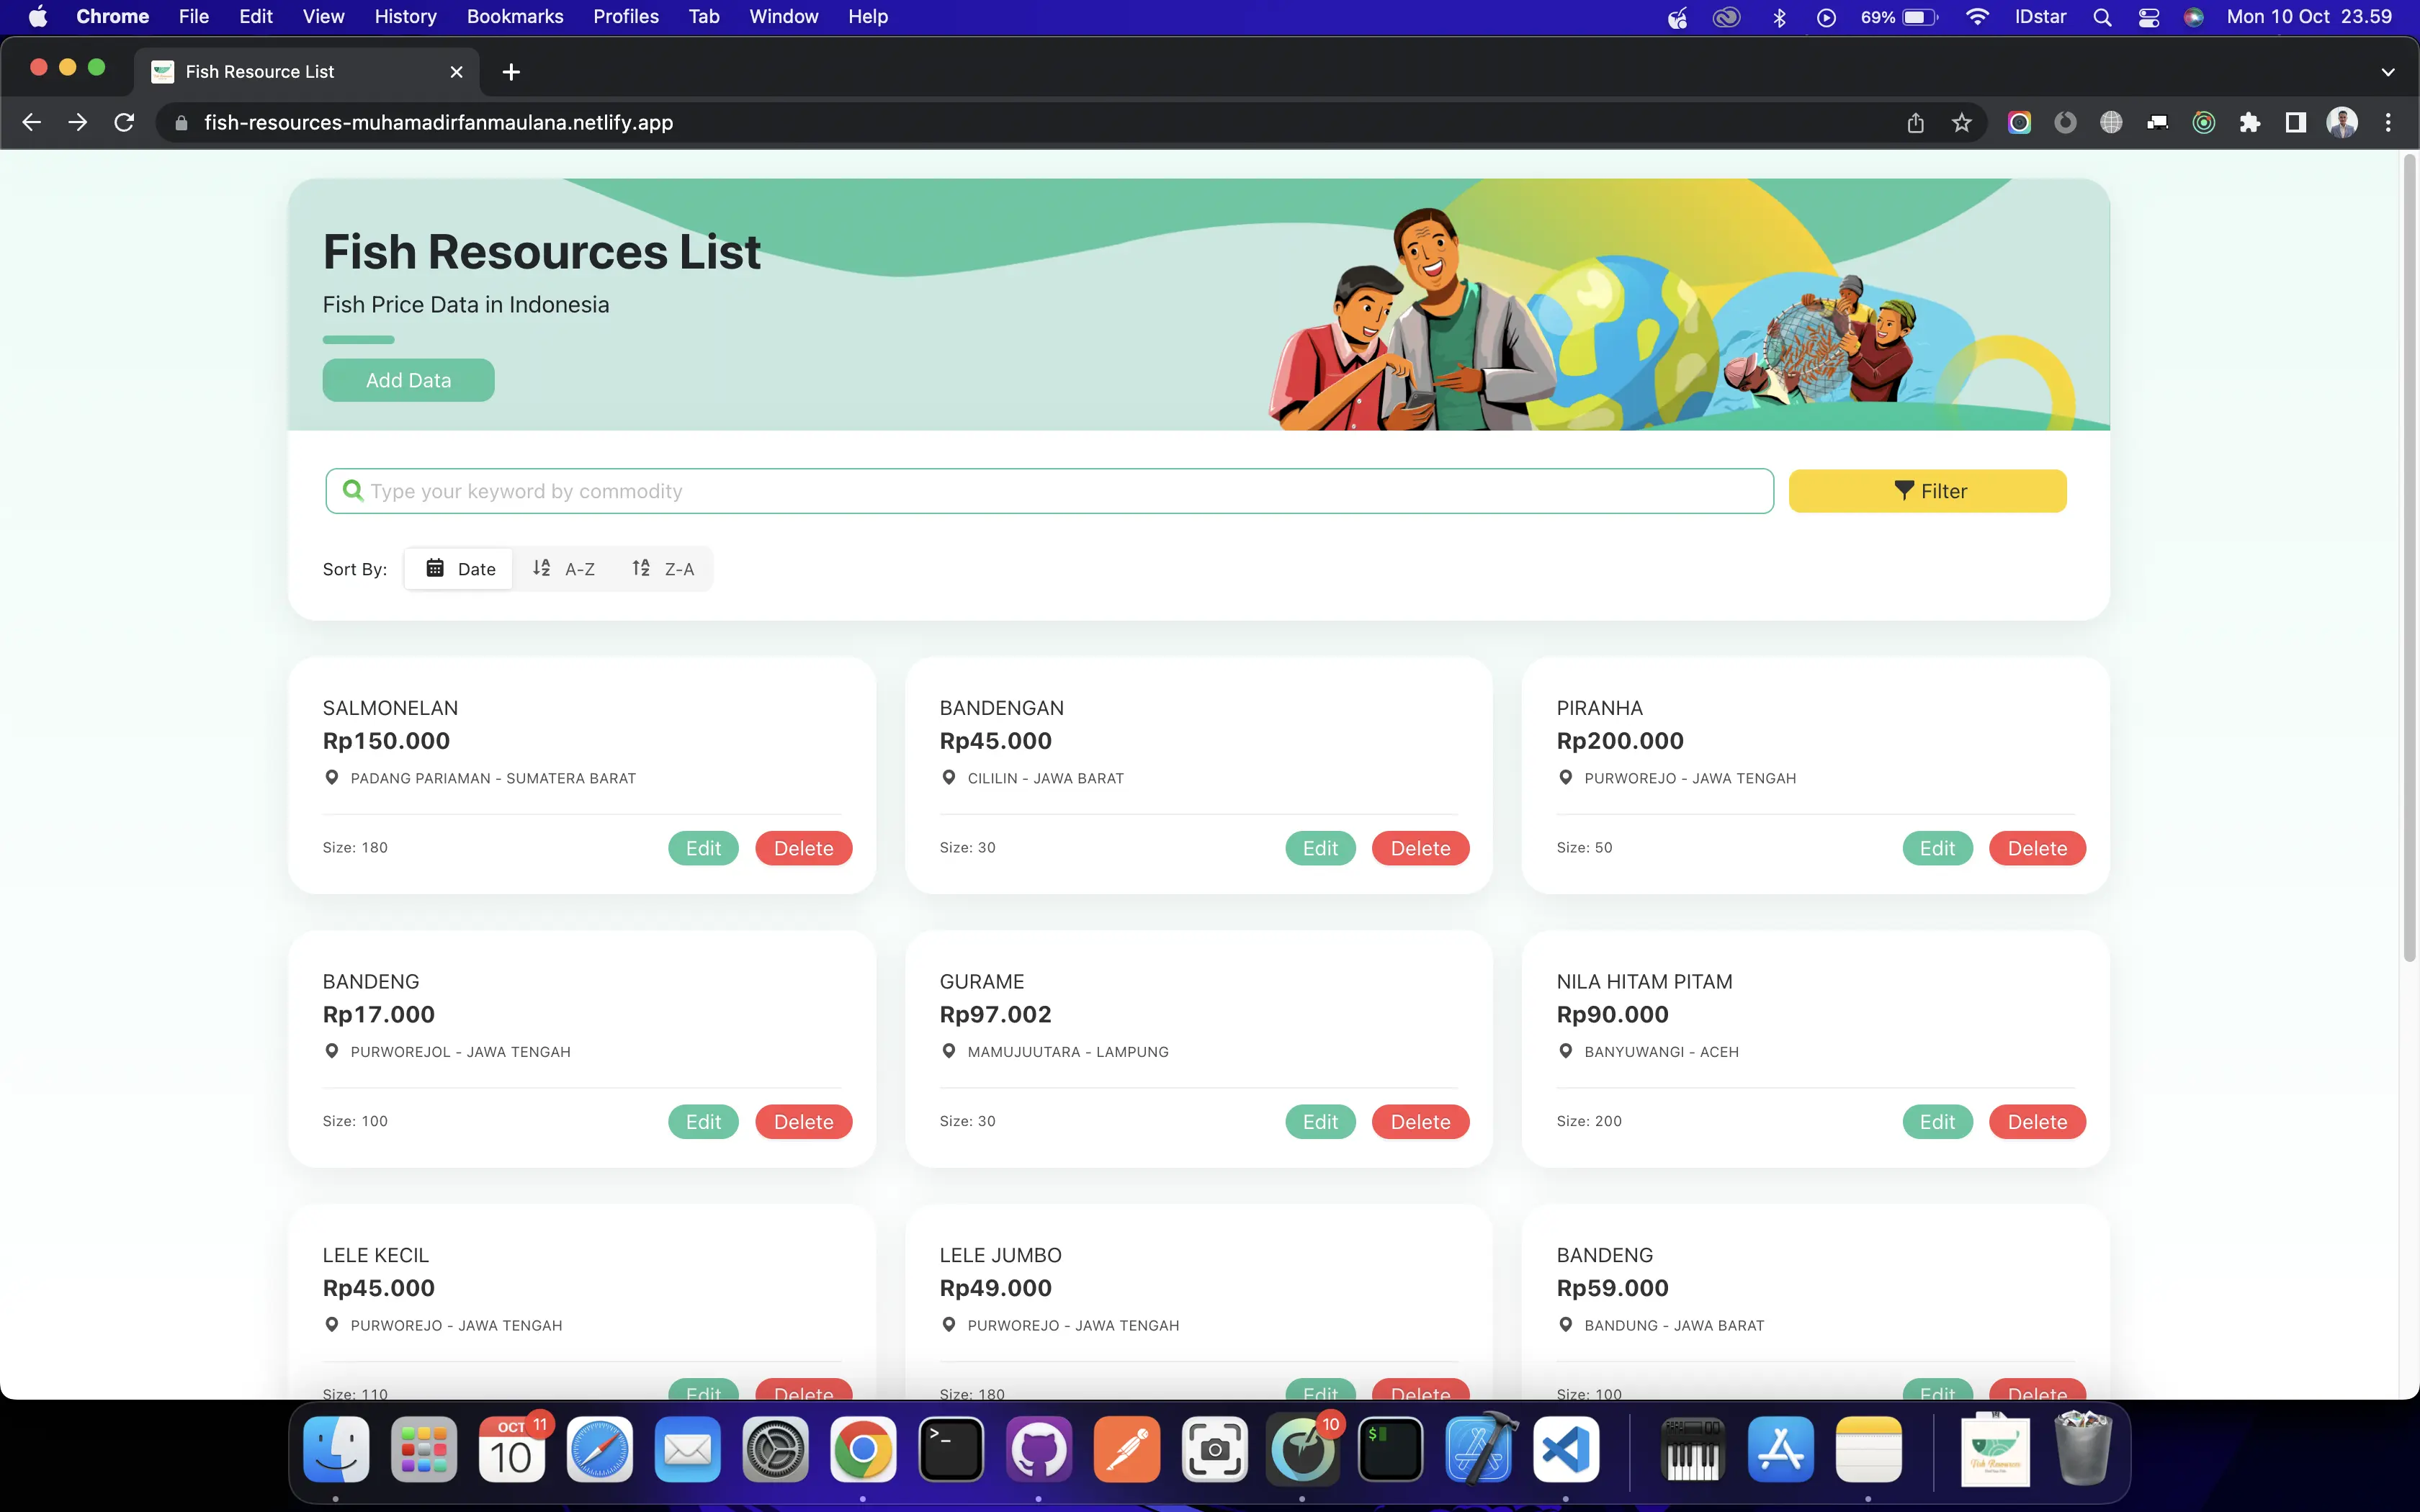 Chrome File Edit View History Bookmarks Profiles Tab Window Help 69% IDstar Mon 10 Oct 23.59
Fish Resource List
fish-resources-muhamadirfanmaulana.netlify.app
Fish Resources List
Fish Price Data in Indonesia
Add Data
Type your keyword by commodity
Filter
Sort By: Date A-Z Z-A
SALMONELAN
Rp150.000
PADANG PARIAMAN - SUMATERA BARAT
Size: 180 Edit Delete
BANDENGAN
Rp45.000
CILILIN - JAWA BARAT
Size: 30 Edit Delete
PIRANHA
Rp200.000
PURWOREJO - JAWA TENGAH
Size: 50 Edit Delete
BANDENG
Rp17.000
PURWOREJOL - JAWA TENGAH
Size: 100 Edit Delete
GURAME
Rp97.002
MAMUJUUTARA - LAMPUNG
Size: 30 Edit Delete
NILA HITAM PITAM
Rp90.000
BANYUWANGI - ACEH
Size: 200 Edit Delete
LELE KECIL
Rp45.000
PURWOREJO - JAWA TENGAH
Size: 110 Edit Delete
LELE JUMBO
Rp49.000
PURWOREJO - JAWA TENGAH
Size: 180 Edit Delete
BANDENG
Rp59.000
BANDUNG - JAWA BARAT
Size: 100 Edit Delete
OCT 11
10
>_
10
$